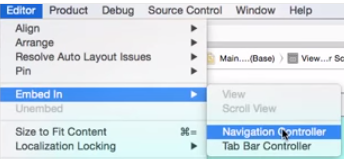 Editor Product Debug Source Control Window Help
Align
Arrange
Resolve Auto Layout Issues
Pin
Main....(Base) View...r Sc
Embed In
Unembed
View
Scroll View
Size to Fit Content ⌘=
Localization Locking
Navigation Controller
Tab Bar Controller